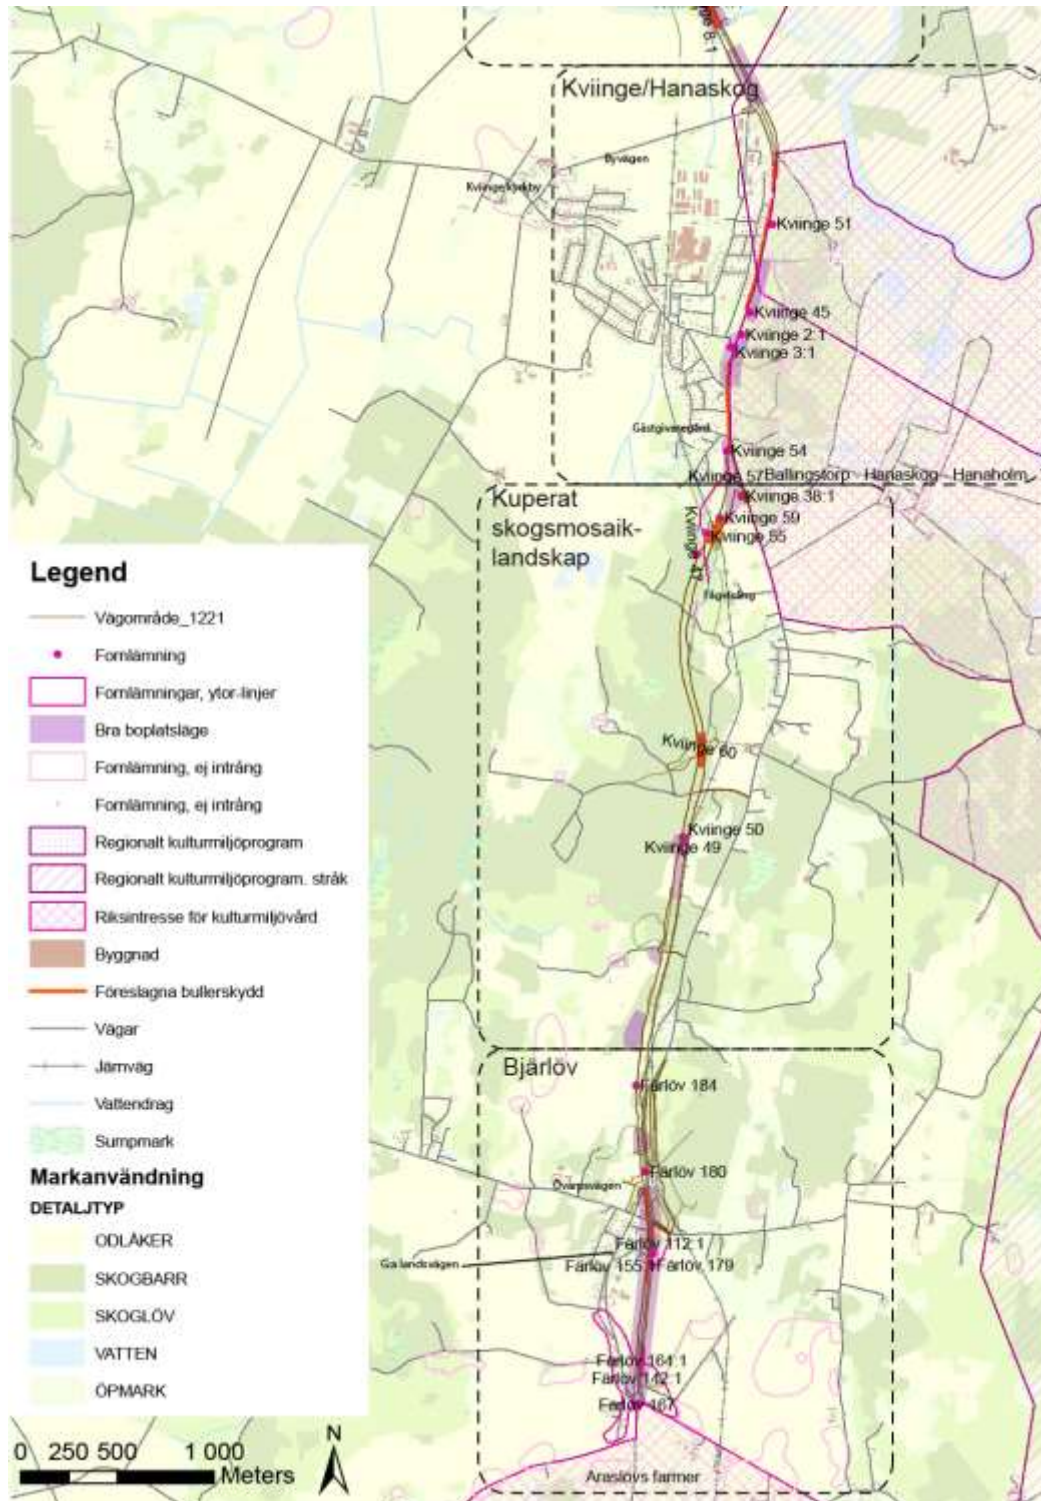 8:1
Kviinge/Hanaskog
Byvägen
Kviinge kyrkby
Kviinge 51
Kviinge 45
Kviinge 2:1
Kviinge 3:1
Gästgivaregård
Kviinge 54
Kviinge 57
Ballingstorp - Hanaskog - Hanaholm
Kviinge 38:1
Kuperat
skogsmosaik-
landskap
Kviinge 59
Kviinge 55
Kviinge 47
Fågelsång
Kviinge 60
Kviinge 50
Kviinge 49
Bjärlöv
Färlöv 184
Färlöv 180
Färlöv 112:1
Färlöv 155:1
Färlöv 179
Ga landsvägen
Färlöv 164:1
Färlöv 142:1
Färlöv 167
Araslövs farmer
Legend
Vägområde_1221
Fornlämning
Fornlämningar, ytor-linjer
Bra boplatsläge
Fornlämning, ej intrång
Fornlämning, ej intrång
Regionalt kulturmiljöprogram
Regionalt kulturmiljöprogram. stråk
Riksintresse för kulturmiljövård
Byggnad
Föreslagna bullerskydd
Vägar
Järnväg
Vattendrag
Sumpmark
Markanvändning
DETALJTYP
ODLÅKER
SKOGBARR
SKOGLÖV
VATTEN
ÖPMARK
0 250 500 1 000
Meters
N